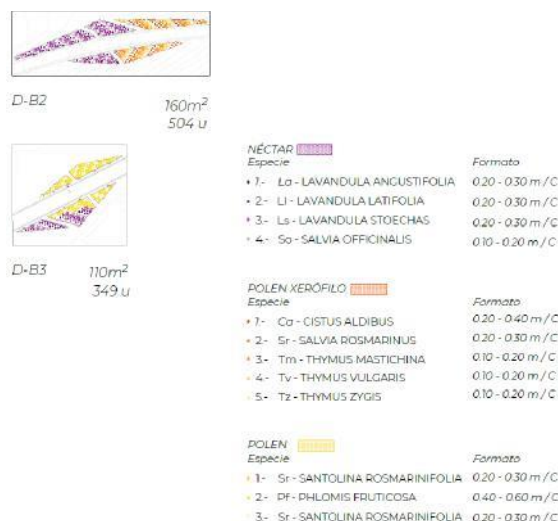 D-B2
160m²
504 u
D-B3
110m²
349 u
NÉCTAR
Especie Formato
1.- La - LAVANDULA ANGUSTIFOLIA 0.20 - 0.30 m / C
2.- Ll - LAVANDULA LATIFOLIA 0.20 - 0.30 m / C
3.- Ls - LAVANDULA STOECHAS 0.20 - 0.30 m / C
4.- So - SALVIA OFFICINALIS 0.10 - 0.20 m / C
POLEN XERÓFILO
Especie Formato
1.- Ca - CISTUS ALDIBUS 0.20 - 0.40 m / C
2.- Sr - SALVIA ROSMARINUS 0.20 - 0.30 m / C
3.- Tm - THYMUS MASTICHINA 0.10 - 0.20 m / C
4.- Tv - THYMUS VULGARIS 0.10 - 0.20 m / C
5.- Tz - THYMUS ZYGIS 0.10 - 0.20 m / C
POLEN
Especie Formato
1.- Sr - SANTOLINA ROSMARINIFOLIA 0.20 - 0.30 m / C
2.- Pf - PHLOMIS FRUTICOSA 0.40 - 0.60 m / C
3.- Sr - SANTOLINA ROSMARINIFOLIA 0.20 - 0.30 m / C